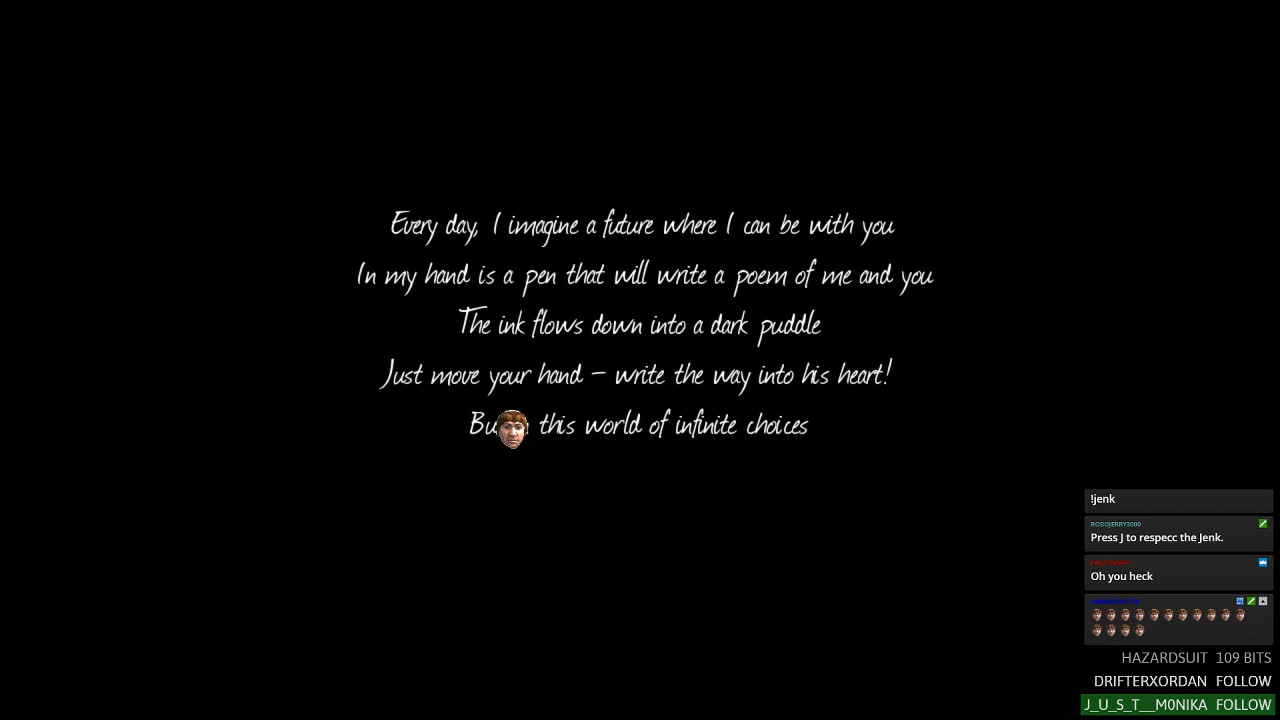 Every day, I imagine a future where I can be with you
In my hand is a pen that will write a poem of me and you
The ink flows down into a dark puddle
Just move your hand – write the way into his heart!
this world of infinite choices
!jenk
ROBOJERRY3000
Press J to respecc the Jenk.
Oh you heck
HAZARDSUIT 109 BITS
DRIFTERXORDAN FOLLOW
J_U_S_T__M0NIKA FOLLOW